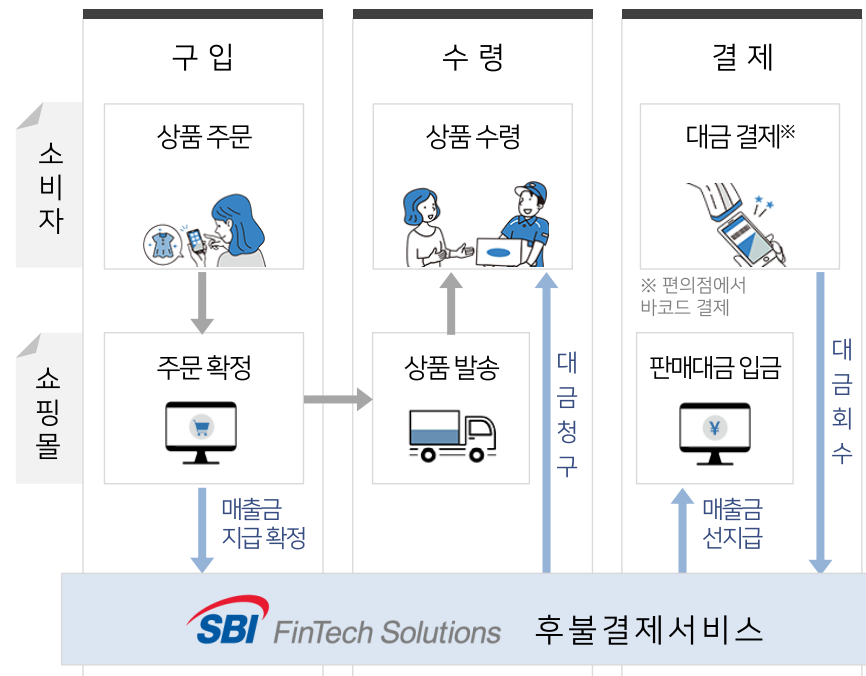 구 입
수 령
결 제
소비자
상품 주문
상품 수령
대금 결제※
※ 편의점에서
바코드 결제
쇼핑몰
주문 확정
상품 발송
대금청구
판매대금 입금
¥
대금회수
매출금
지급 확정
매출금
선지급
SBI FinTech Solutions 후불결제서비스